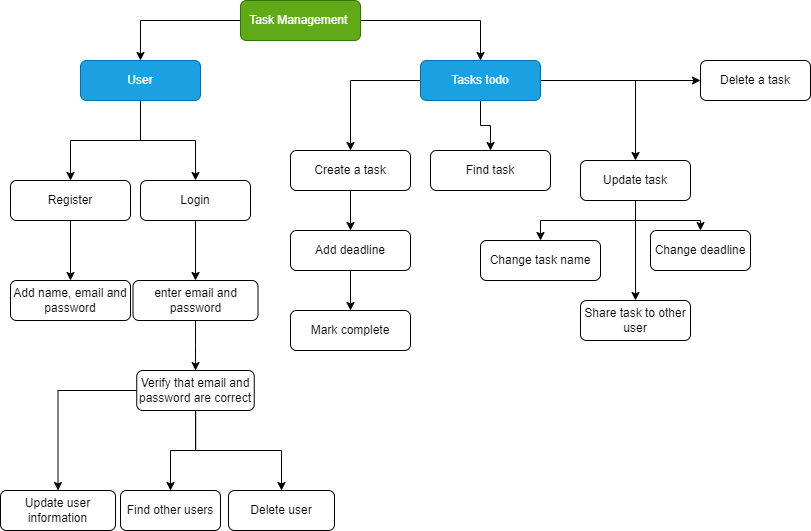 Task Management
User
Tasks todo
Delete a task
Create a task
Find task
Update task
Register
Login
Add deadline
Change task name
Change deadline
Add name, email and
password
enter email and
password
Mark complete
Share task to other
user
Verify that email and
password are correct
Update user
information
Find other users
Delete user